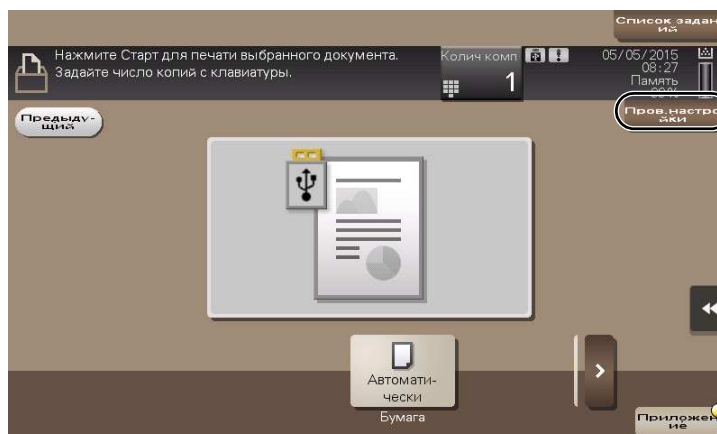 Список задан
ий
Нажмите Старт для печати выбранного документа.
Задайте число копий с клавиатуры.
Колич комп
1
05/05/2015
08:27
Память
Предыду-
щий
Пров.настро
йки
Автомати-
чески
Бумага
Приложен
ие